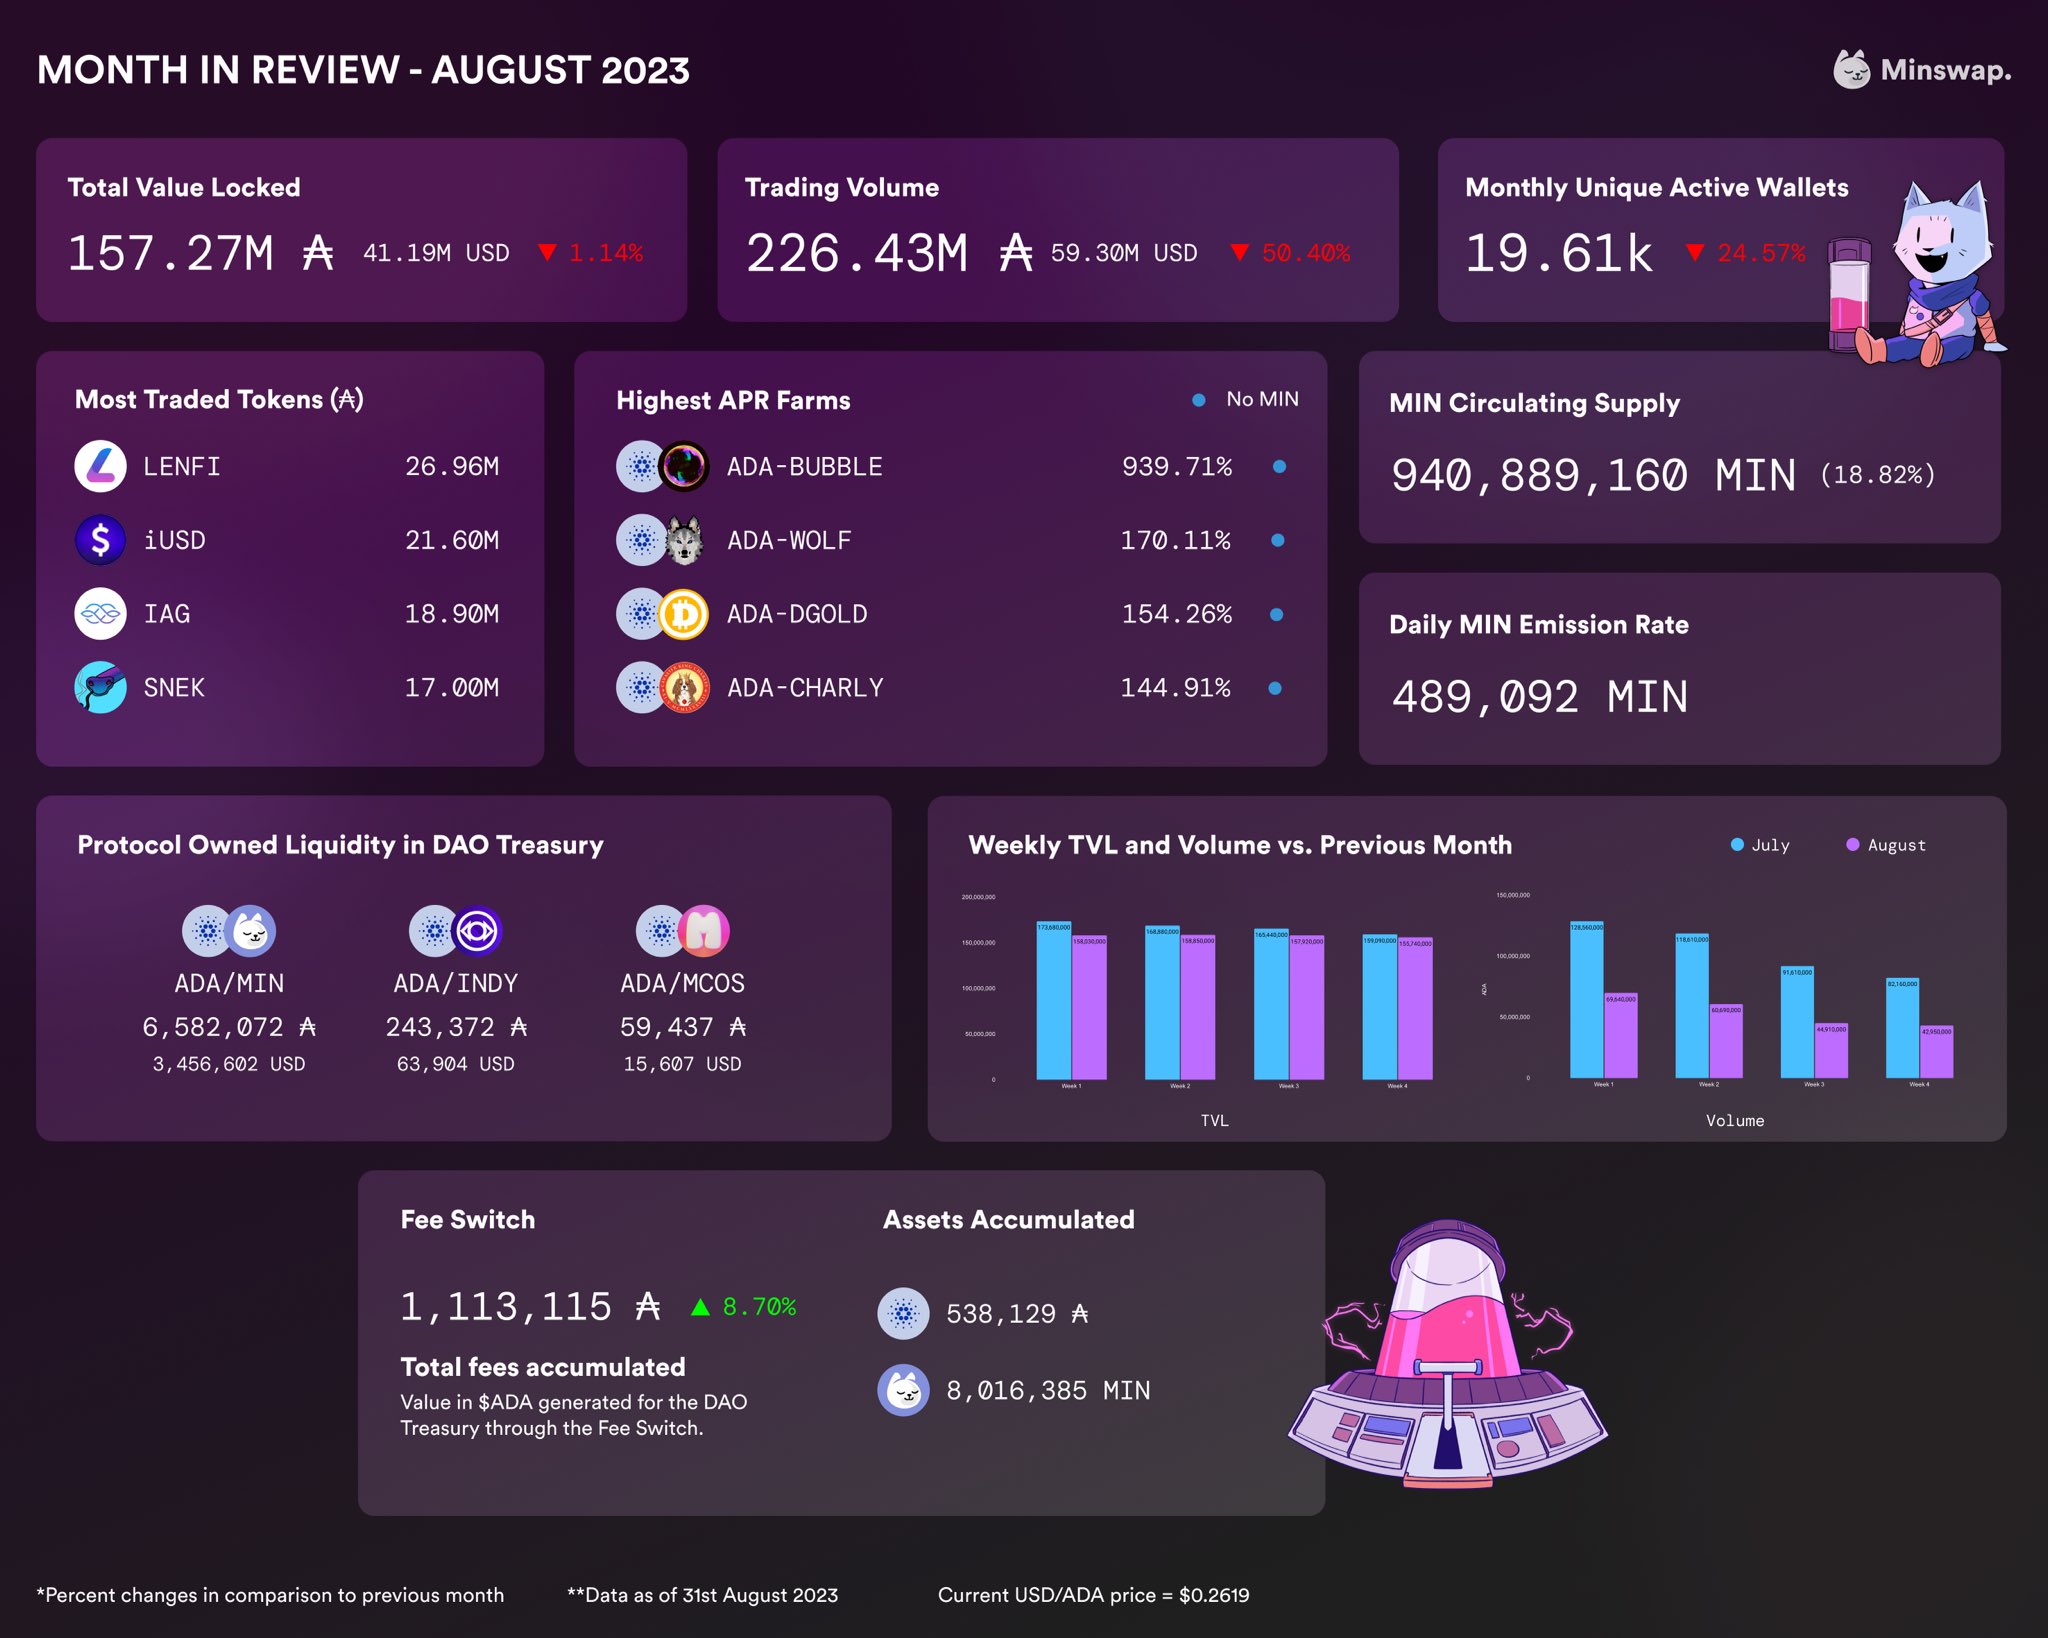 MONTH IN REVIEW - AUGUST 2023
Minswap.
Total Value Locked
157.27M ₳ 41.19M USD ▼ 1.14%
Trading Volume
226.43M ₳ 59.30M USD ▼ 50.40%
Monthly Unique Active Wallets
19.61k ▼ 24.57%
Most Traded Tokens (₳)
LENFI 26.96M
iUSD 21.60M
IAG 18.90M
SNEK 17.00M
Highest APR Farms
No MIN
ADA-BUBBLE 939.71%
ADA-WOLF 170.11%
ADA-DGOLD 154.26%
ADA-CHARLY 144.91%
MIN Circulating Supply
940,889,160 MIN (18.82%)
Daily MIN Emission Rate
489,092 MIN
Protocol Owned Liquidity in DAO Treasury
ADA/MIN
6,582,072 ₳
3,456,602 USD
ADA/INDY
243,372 ₳
63,904 USD
ADA/MCOS
59,437 ₳
15,607 USD
Weekly TVL and Volume vs. Previous Month
July August
200,000,000
150,000,000
100,000,000
50,000,000
0
173,680,000 158,030,000
168,880,000 158,850,000
165,440,000 157,920,000
159,090,000 155,740,000
Week 1 Week 2 Week 3 Week 4
TVL
ADA
150,000,000
100,000,000
50,000,000
0
128,560,000 69,640,000
118,610,000 60,690,000
91,610,000 44,910,000
82,160,000 42,950,000
Week 1 Week 2 Week 3 Week 4
Volume
Fee Switch
1,113,115 ₳ ▲ 8.70%
Total fees accumulated
Value in $ADA generated for the DAO
Treasury through the Fee Switch.
Assets Accumulated
538,129 ₳
8,016,385 MIN
*Percent changes in comparison to previous month
**Data as of 31st August 2023
Current USD/ADA price = $0.2619